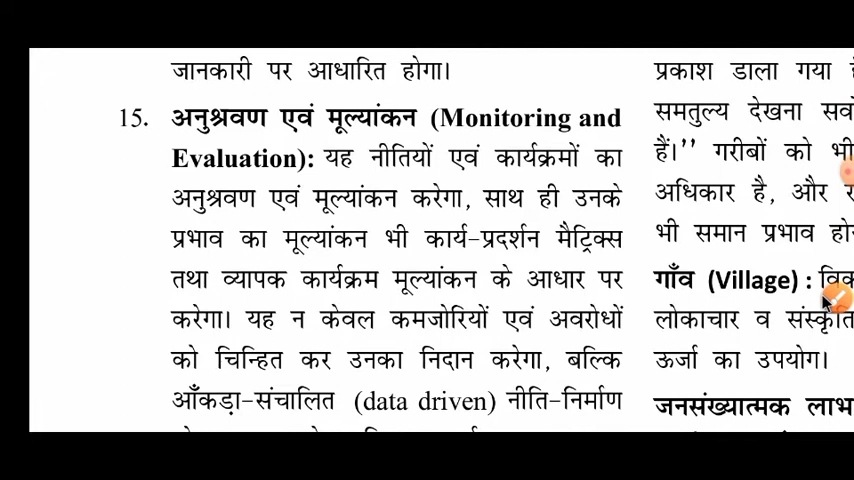 जानकारी पर आधारित होगा।
15. अनुश्रवण एवं मूल्यांकन (Monitoring and
Evaluation): यह नीतियों एवं कार्यक्रमों का
अनुश्रवण एवं मूल्यांकन करेगा, साथ ही उनके
प्रभाव का मूल्यांकन भी कार्य-प्रदर्शन मैट्रिक्स
तथा व्यापक कार्यक्रम मूल्यांकन के आधार पर
करेगा। यह न केवल कमजोरियों एवं अवरोधों
को चिन्हित कर उनका निदान करेगा, बल्कि
आँकड़ा-संचालित (data driven) नीति-निर्माण
प्रकाश डाला गया
समतुल्य देखना
हैं।’’ गरीबों को भी
अधिकार है, और
भी समान प्रभाव
गाँव (Village) :
लोकाचार व संस्कृति
ऊर्जा का उपयोग।
जनसंख्यात्मक लाभ